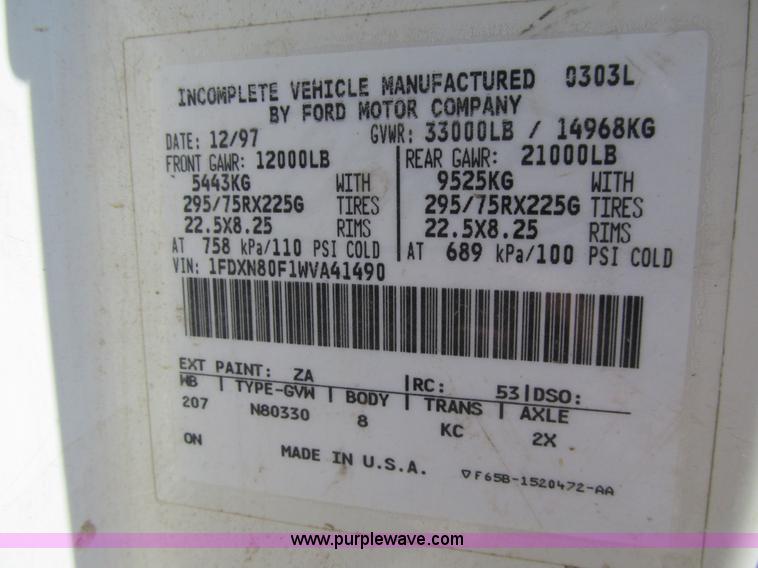 INCOMPLETE VEHICLE MANUFACTURED 0303L
BY FORD MOTOR COMPANY
DATE: 12/97 GVWR: 33000LB / 14968KG
FRONT GAWR: 12000LB REAR GAWR: 21000LB
5443KG WITH 9525KG WITH
295/75RX225G TIRES 295/75RX225G TIRES
22.5X8.25 RIMS 22.5X8.25 RIMS
AT 758 kPa/110 PSI COLD AT 689 kPa/100 PSI COLD
VIN: 1FDXN80F1WVA41490
EXT PAINT: ZA RC: 53 DSO:
WB TYPE-GVW BODY TRANS AXLE
207 N80330 8 KC 2X
ON MADE IN U.S.A. F65B-1520472-AA
www.purplewave.com